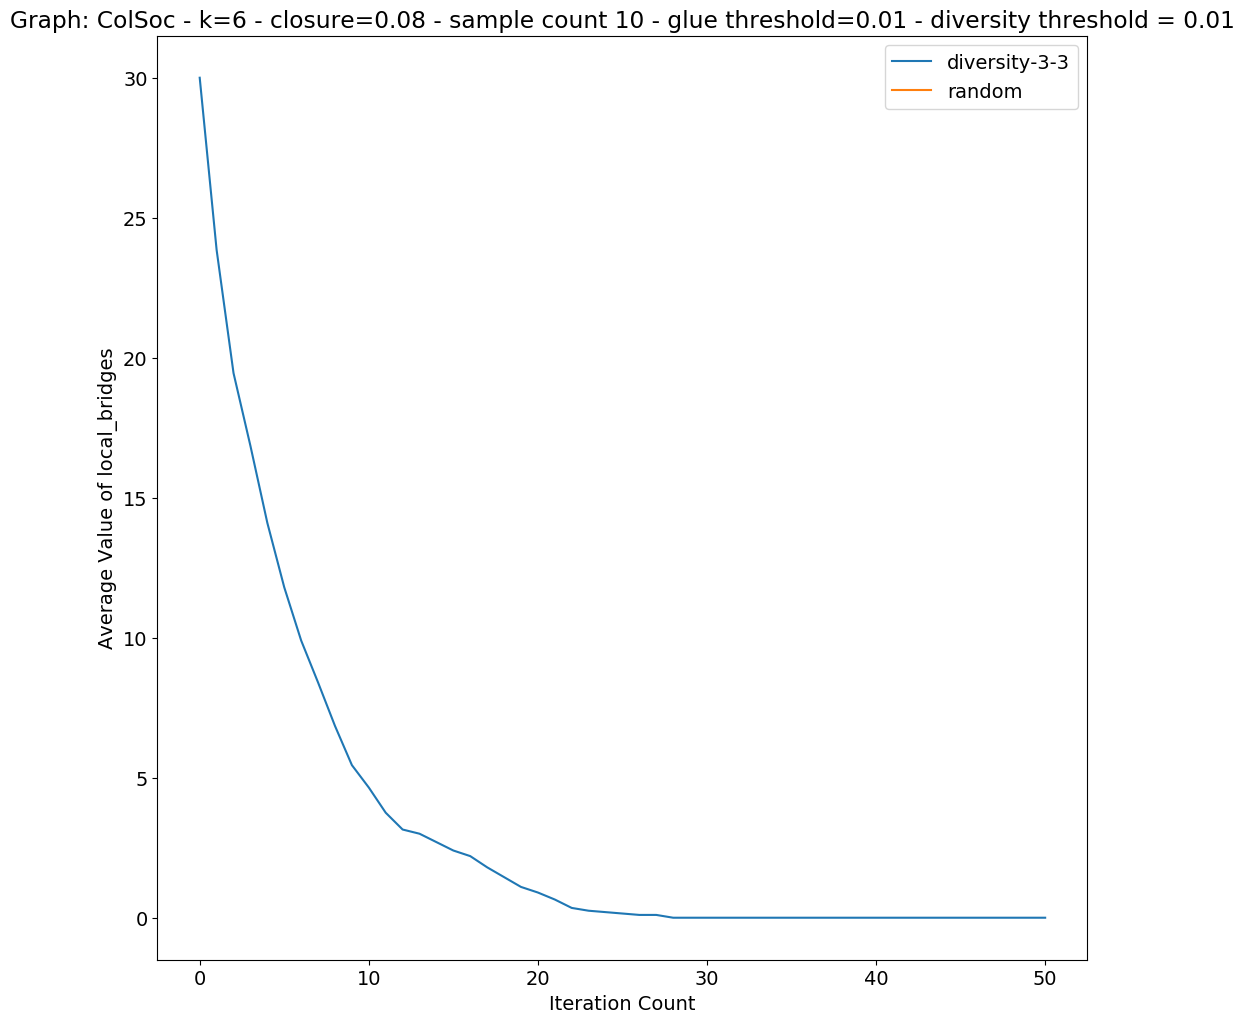 Graph: ColSoc - k=6 - closure=0.08 - sample count 10 - glue threshold=0.01 - diversity threshold = 0.01
diversity-3-3
random
30
25
20
15
10
5
0
Average Value of local_bridges
0 10 20 30 40 50
Iteration Count